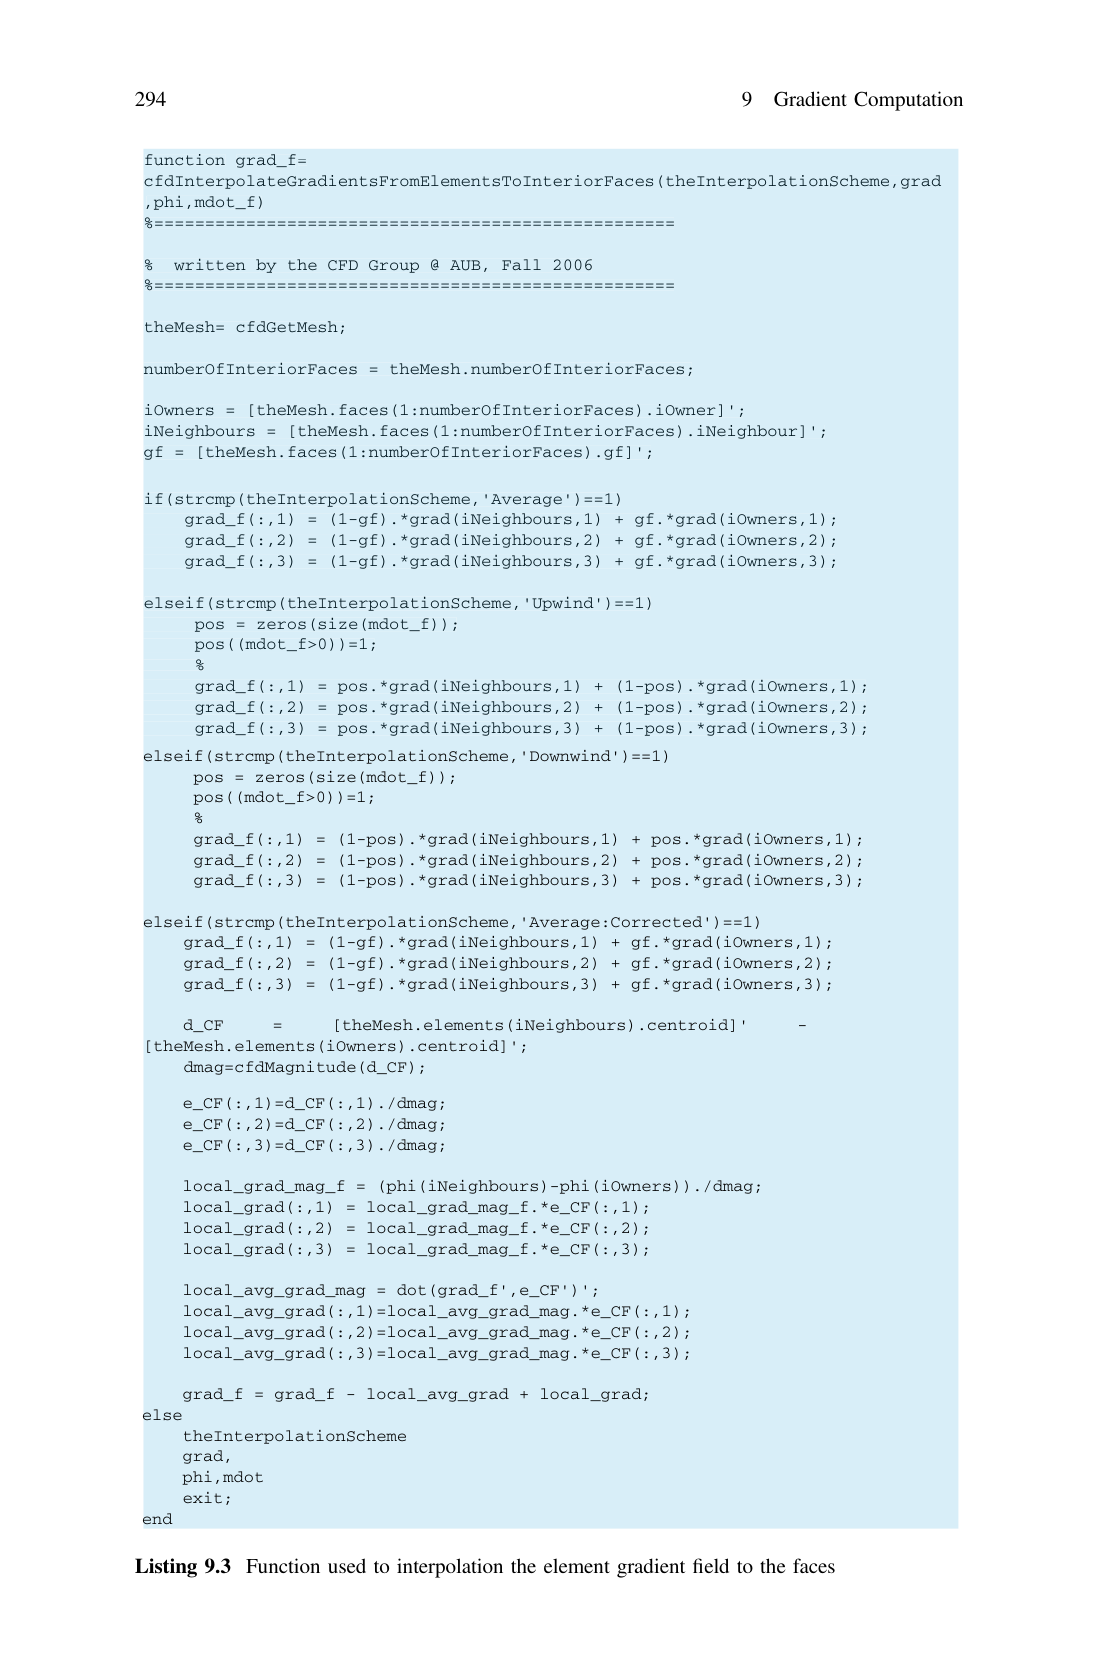 294
9 Gradient Computation
function grad_f=
cfdInterpolateGradientsFromElementsToInteriorFaces(theInterpolationScheme,grad
,phi,mdot_f)
%===================================================
%  written by the CFD Group @ AUB, Fall 2006
%===================================================
theMesh= cfdGetMesh;
numberOfInteriorFaces = theMesh.numberOfInteriorFaces;
iOwners = [theMesh.faces(1:numberOfInteriorFaces).iOwner]';
iNeighbours = [theMesh.faces(1:numberOfInteriorFaces).iNeighbour]';
gf = [theMesh.faces(1:numberOfInteriorFaces).gf]';
if(strcmp(theInterpolationScheme,'Average')==1)
    grad_f(:,1) = (1-gf).*grad(iNeighbours,1) + gf.*grad(iOwners,1);
    grad_f(:,2) = (1-gf).*grad(iNeighbours,2) + gf.*grad(iOwners,2);
    grad_f(:,3) = (1-gf).*grad(iNeighbours,3) + gf.*grad(iOwners,3);
elseif(strcmp(theInterpolationScheme,'Upwind')==1)
     pos = zeros(size(mdot_f));
     pos((mdot_f>0))=1;
     %
     grad_f(:,1) = pos.*grad(iNeighbours,1) + (1-pos).*grad(iOwners,1);
     grad_f(:,2) = pos.*grad(iNeighbours,2) + (1-pos).*grad(iOwners,2);
     grad_f(:,3) = pos.*grad(iNeighbours,3) + (1-pos).*grad(iOwners,3);
elseif(strcmp(theInterpolationScheme,'Downwind')==1)
     pos = zeros(size(mdot_f));
     pos((mdot_f>0))=1;
     %
     grad_f(:,1) = (1-pos).*grad(iNeighbours,1) + pos.*grad(iOwners,1);
     grad_f(:,2) = (1-pos).*grad(iNeighbours,2) + pos.*grad(iOwners,2);
     grad_f(:,3) = (1-pos).*grad(iNeighbours,3) + pos.*grad(iOwners,3);
elseif(strcmp(theInterpolationScheme,'Average:Corrected')==1)
    grad_f(:,1) = (1-gf).*grad(iNeighbours,1) + gf.*grad(iOwners,1);
    grad_f(:,2) = (1-gf).*grad(iNeighbours,2) + gf.*grad(iOwners,2);
    grad_f(:,3) = (1-gf).*grad(iNeighbours,3) + gf.*grad(iOwners,3);
    d_CF     =     [theMesh.elements(iNeighbours).centroid]'     -
[theMesh.elements(iOwners).centroid]';
    dmag=cfdMagnitude(d_CF);
    e_CF(:,1)=d_CF(:,1)./dmag;
    e_CF(:,2)=d_CF(:,2)./dmag;
    e_CF(:,3)=d_CF(:,3)./dmag;
    local_grad_mag_f = (phi(iNeighbours)-phi(iOwners))./dmag;
    local_grad(:,1) = local_grad_mag_f.*e_CF(:,1);
    local_grad(:,2) = local_grad_mag_f.*e_CF(:,2);
    local_grad(:,3) = local_grad_mag_f.*e_CF(:,3);
    local_avg_grad_mag = dot(grad_f',e_CF')';
    local_avg_grad(:,1)=local_avg_grad_mag.*e_CF(:,1);
    local_avg_grad(:,2)=local_avg_grad_mag.*e_CF(:,2);
    local_avg_grad(:,3)=local_avg_grad_mag.*e_CF(:,3);
    grad_f = grad_f - local_avg_grad + local_grad;
else
    theInterpolationScheme
    grad,
    phi,mdot
    exit;
end
Listing 9.3 Function used to interpolation the element gradient field to the faces